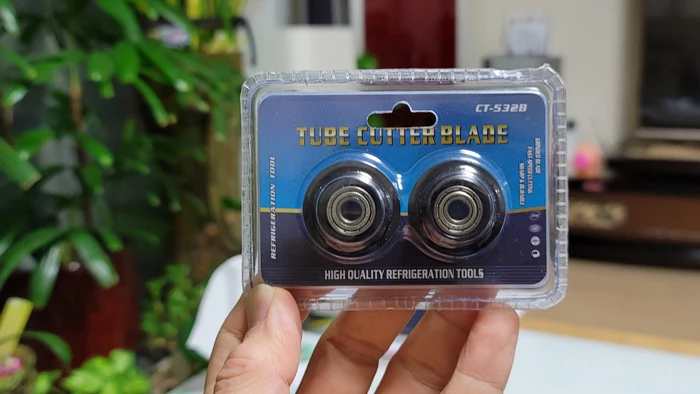 CT-532B
TUBE CUTTER BLADE
REFRIGERATION TOOL
HIGH QUALITY REFRIGERATION TOOLS